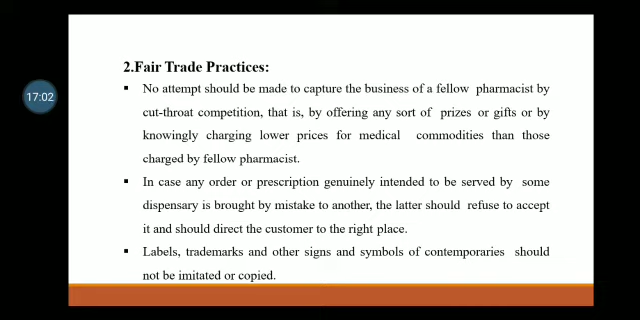 2.Fair Trade Practices:
17:02
▪ No attempt should be made to capture the business of a fellow pharmacist by
cut-throat competition, that is, by offering any sort of prizes or gifts or by
knowingly charging lower prices for medical commodities than those
charged by fellow pharmacist.
▪ In case any order or prescription genuinely intended to be served by some
dispensary is brought by mistake to another, the latter should refuse to accept
it and should direct the customer to the right place.
▪ Labels, trademarks and other signs and symbols of contemporaries should
not be imitated or copied.